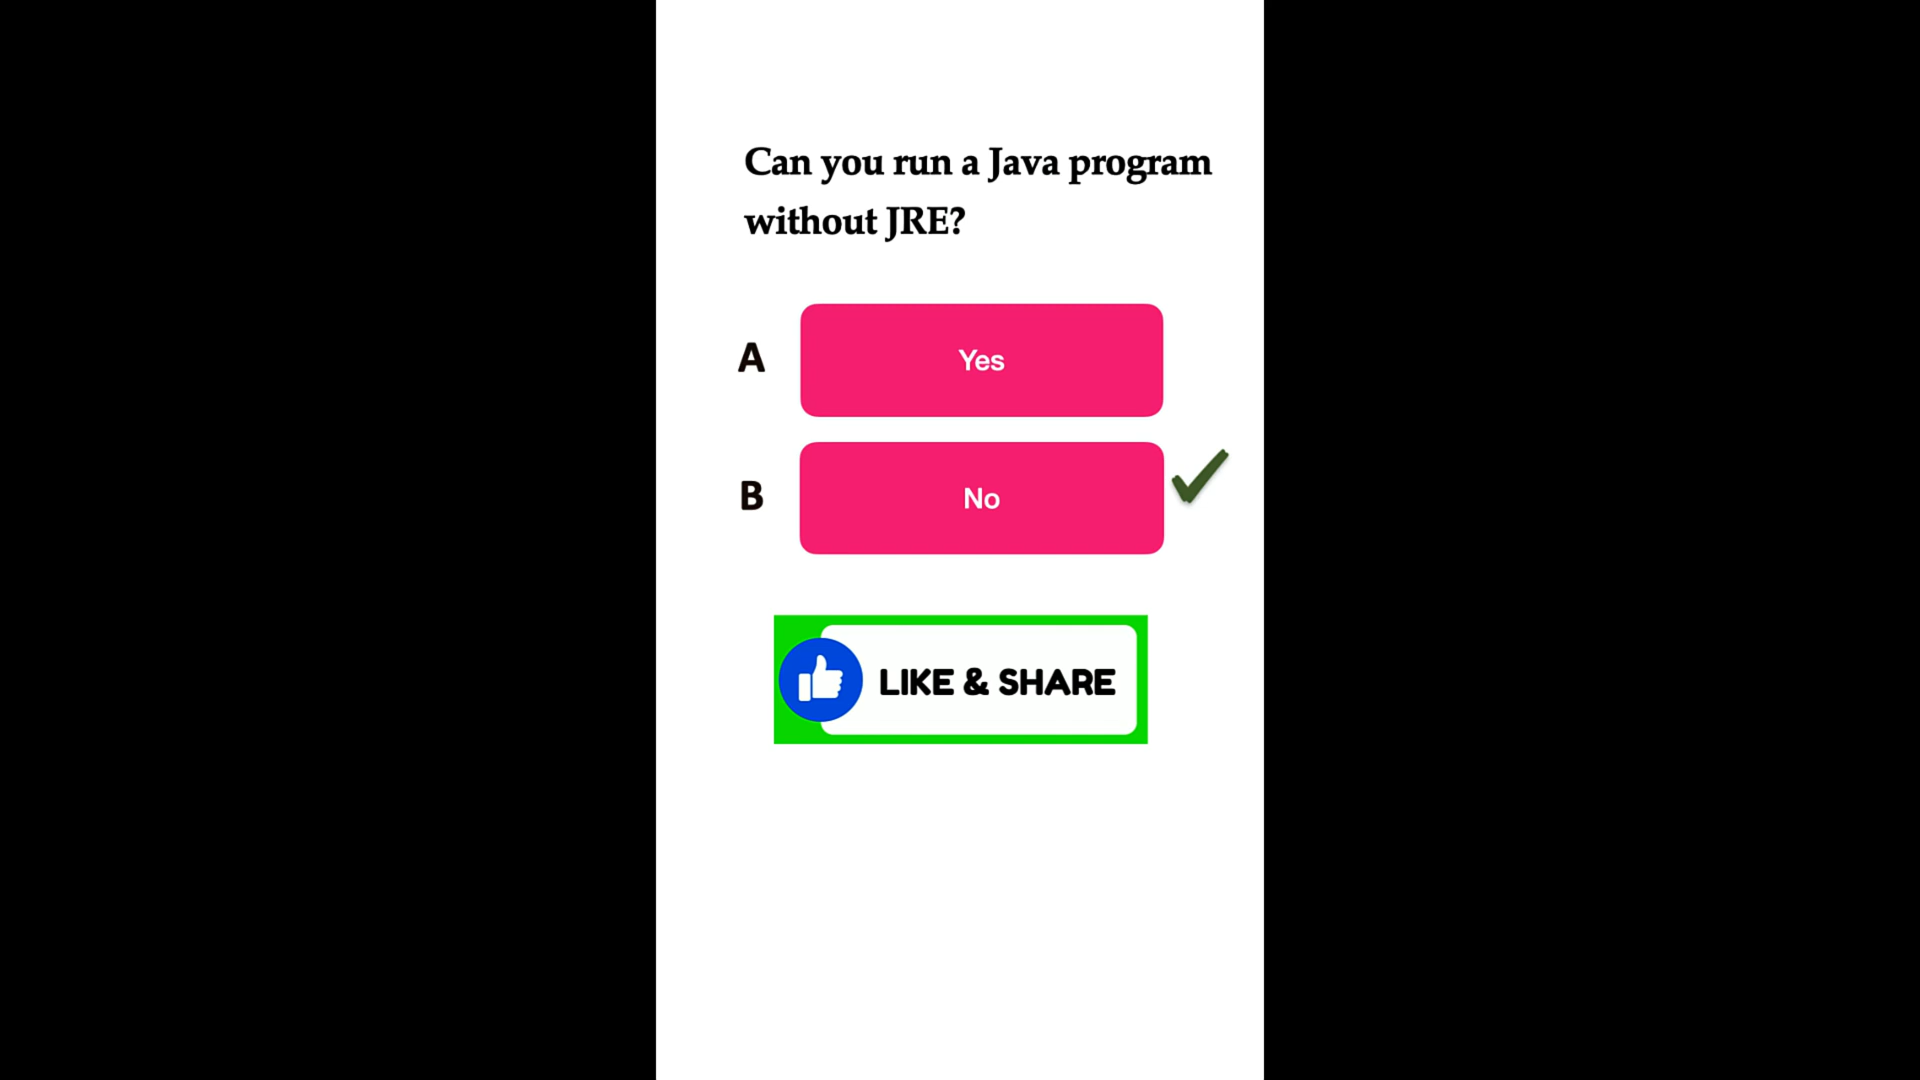 Can you run a Java program
without JRE?
A
Yes
B
No
LIKE & SHARE